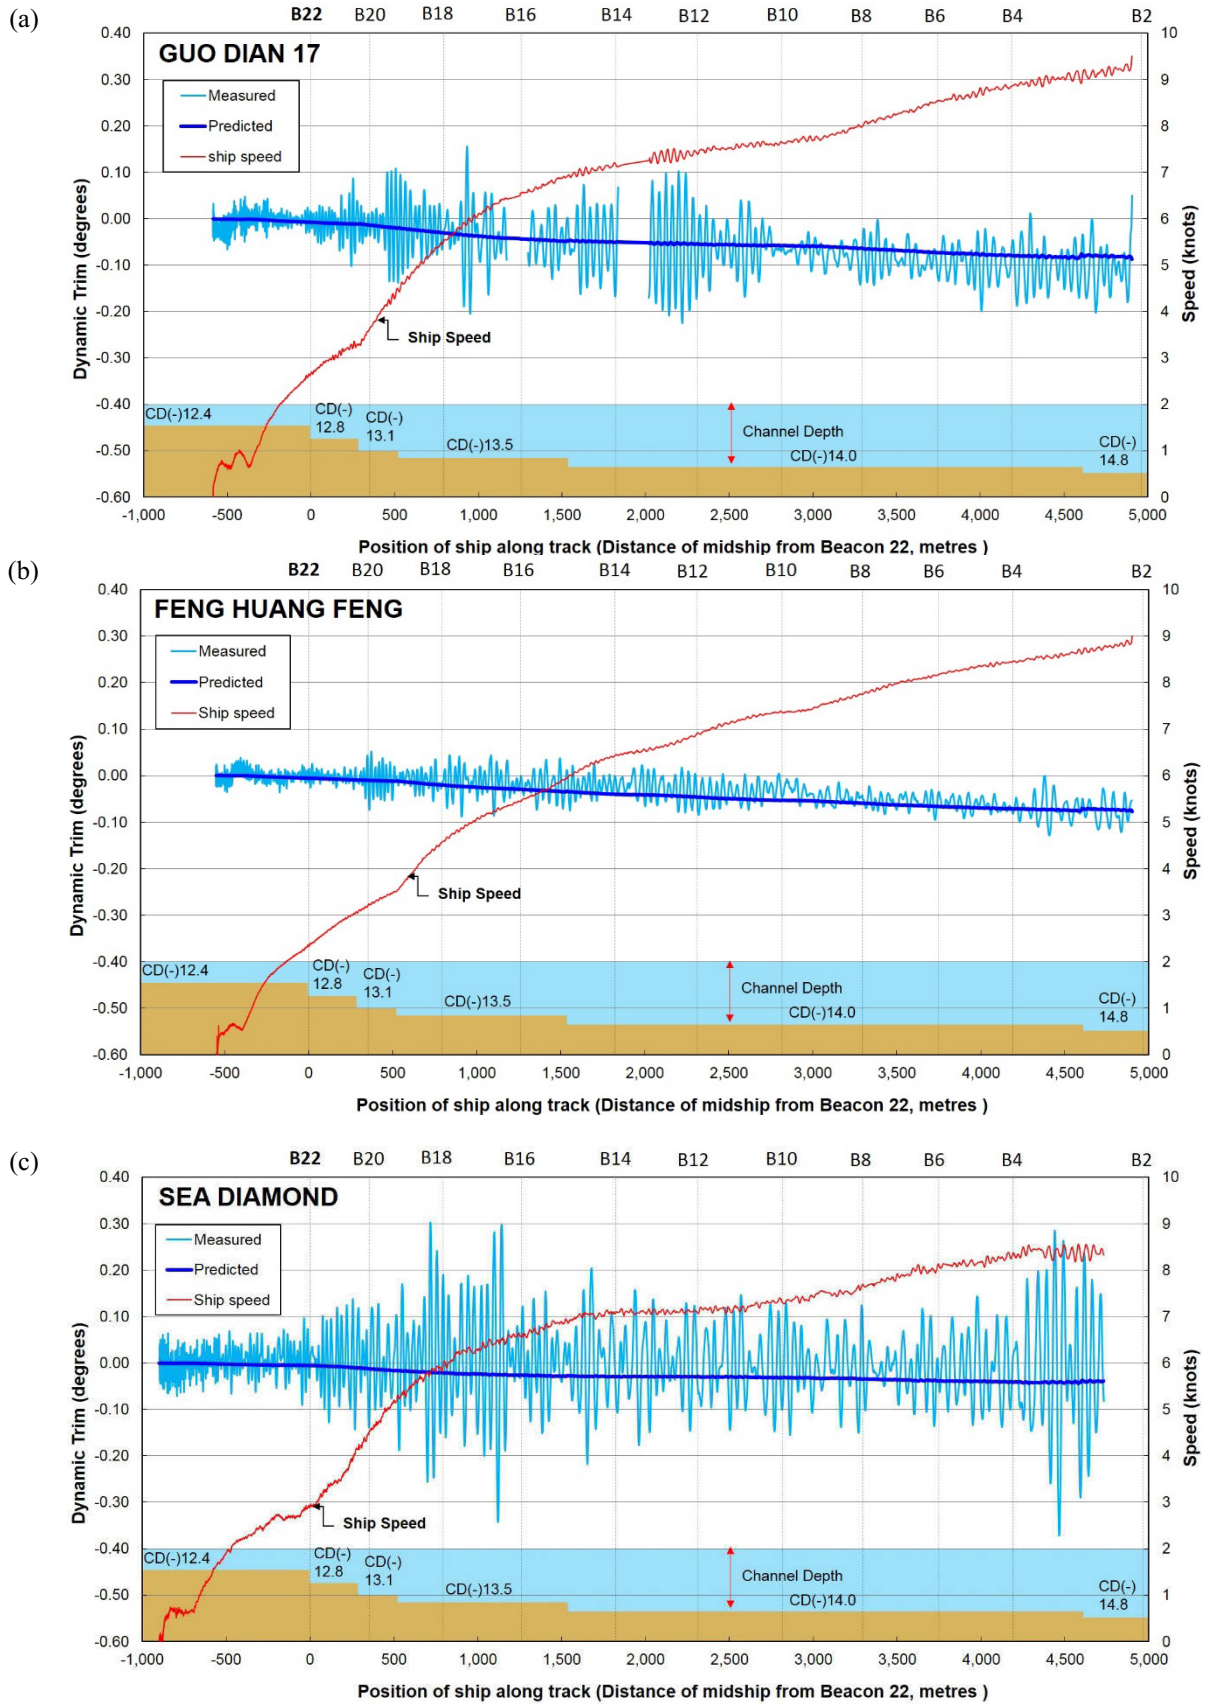 (a)
B22 B20 B18 B16 B14 B12 B10 B8 B6 B4 B2
GUO DIAN 17
Measured
Predicted
ship speed
0.40
0.30
0.20
0.10
0.00
-0.10
-0.20
-0.30
-0.40
-0.50
-0.60
Dynamic Trim (degrees)
10
9
8
7
6
5
4
3
2
1
0
Speed (knots)
Ship Speed
CD(-)12.4
CD(-)
12.8
CD(-)
13.1
CD(-)13.5
Channel Depth
CD(-)14.0
CD(-)
14.8
-1,000 -500 0 500 1,000 1,500 2,000 2,500 3,000 3,500 4,000 4,500 5,000
Position of ship along track (Distance of midship from Beacon 22, metres )
(b)
B22 B20 B18 B16 B14 B12 B10 B8 B6 B4 B2
FENG HUANG FENG
Measured
Predicted
Ship speed
0.40
0.30
0.20
0.10
0.00
-0.10
-0.20
-0.30
-0.40
-0.50
-0.60
Dynamic Trim (degrees)
10
9
8
7
6
5
4
3
2
1
0
Speed (knots)
Ship Speed
CD(-)12.4
CD(-)
12.8
CD(-)
13.1
CD(-)13.5
Channel Depth
CD(-)14.0
CD(-)
14.8
-1,000 -500 0 500 1,000 1,500 2,000 2,500 3,000 3,500 4,000 4,500 5,000
Position of ship along track (Distance of midship from Beacon 22, metres )
(c)
B22 B20 B18 B16 B14 B12 B10 B8 B6 B4 B2
SEA DIAMOND
Measured
Predicted
Ship speed
0.40
0.30
0.20
0.10
0.00
-0.10
-0.20
-0.30
-0.40
-0.50
-0.60
Dynamic Trim (degrees)
10
9
8
7
6
5
4
3
2
1
0
Speed (knots)
Ship Speed
CD(-)12.4
CD(-)
12.8
CD(-)
13.1
CD(-)13.5
Channel Depth
CD(-)14.0
CD(-)
14.8
-1,000 -500 0 500 1,000 1,500 2,000 2,500 3,000 3,500 4,000 4,500 5,000
Position of ship along track (Distance of midship from Beacon 22, metres )